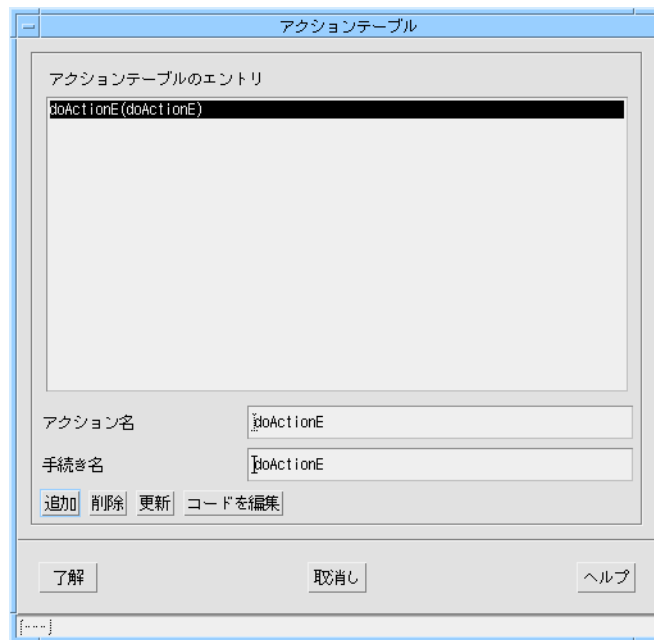 アクションテーブル
アクションテーブルのエントリ
doActionE(doActionE)
アクション名 doActionE
手続き名 doActionE
追加 削除 更新 コードを編集
了解 取消し ヘルプ
[---]